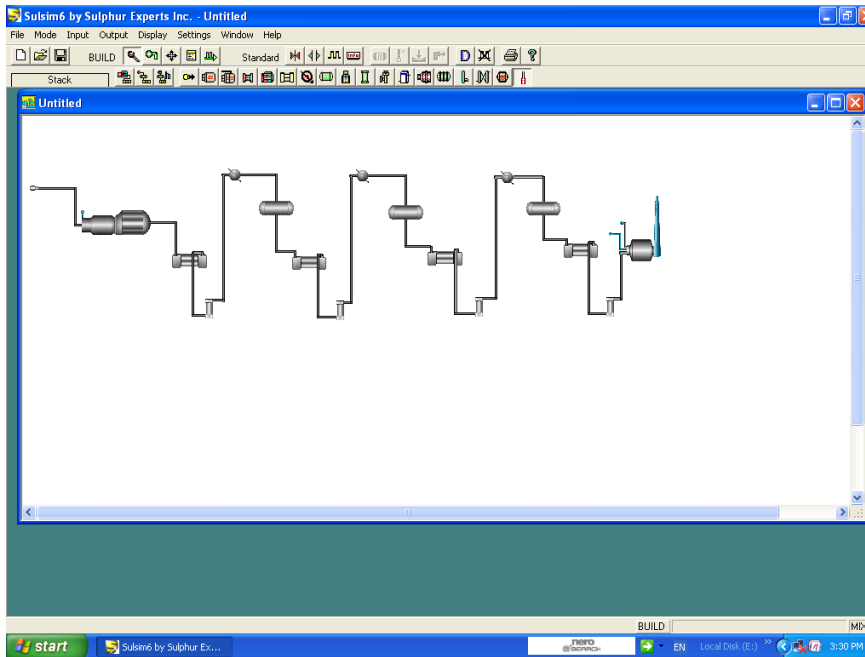 Sulsim6 by Sulphur Experts Inc. - Untitled
File Mode Input Output Display Settings Window Help
BUILD Standard
Stack
Untitled
BUILD
start Sulsim6 by Sulphur Ex... nero SEARCH EN Local Disk (E:) 3:30 PM